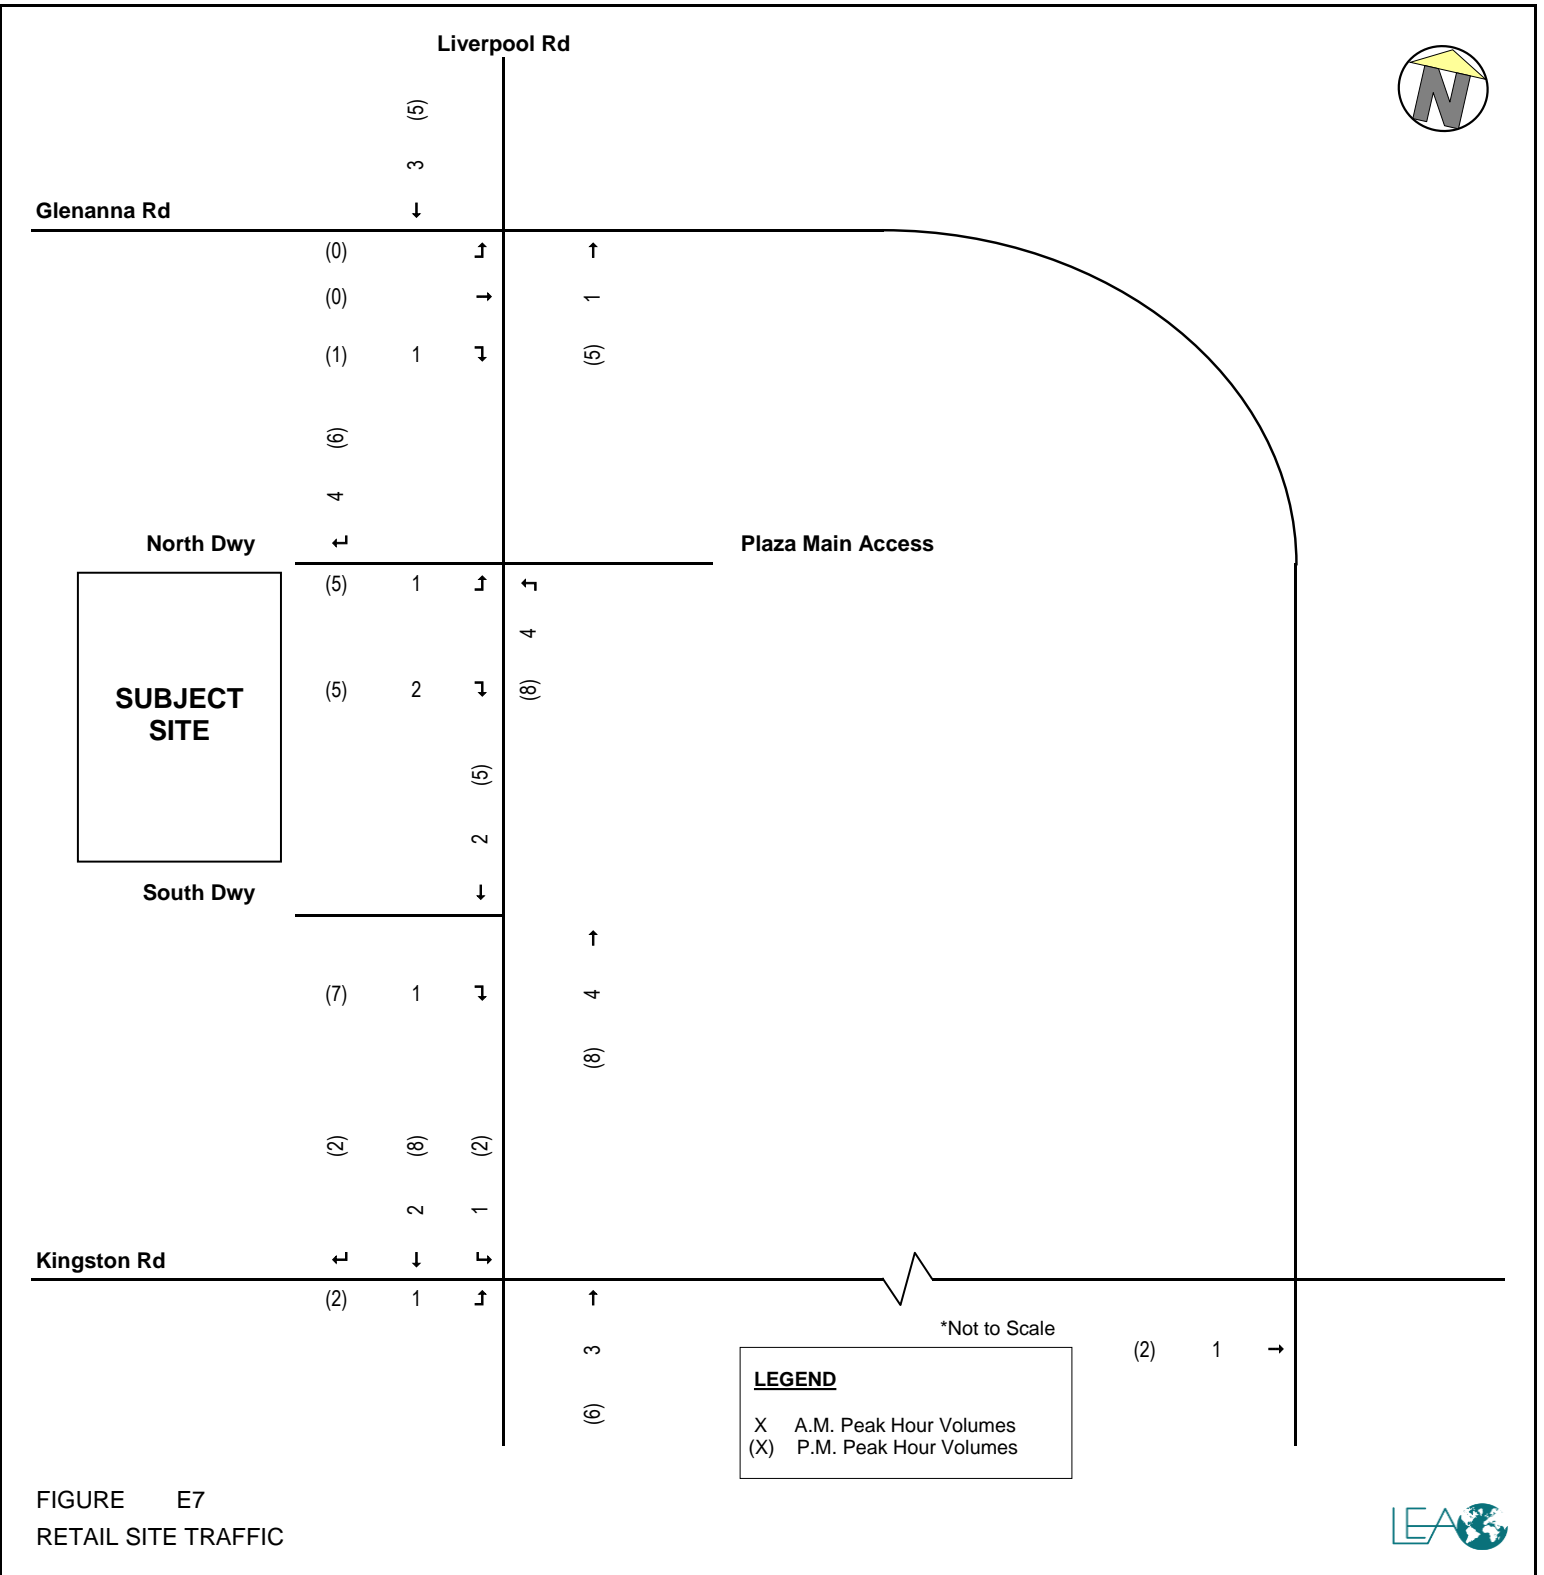 Liverpool Rd
(5)
3
Glenanna Rd
(0)
(0)
1
(1) 1
(5)
(6)
4
North Dwy
Plaza Main Access
(5) 1
4
SUBJECT
SITE
(5) 2
(8)
(5)
2
South Dwy
(7) 1
4
(8)
(2) (8) (2)
2 1
Kingston Rd
(2) 1
*Not to Scale
3
(2) 1
LEGEND
(6)
X A.M. Peak Hour Volumes
(X) P.M. Peak Hour Volumes
FIGURE E7
RETAIL SITE TRAFFIC
LEA
N